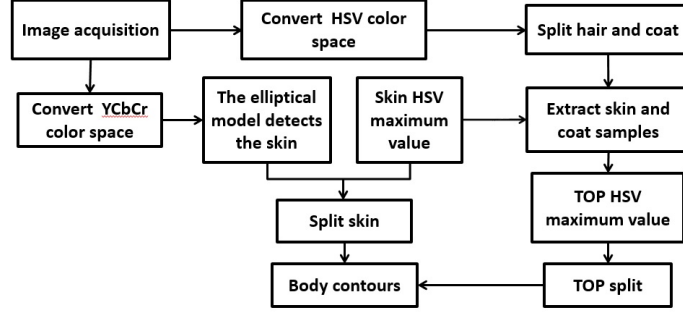 Image acquisition
Convert HSV color
space
Split hair and coat
Convert YCbCr
color space
The elliptical
model detects
the skin
Skin HSV
maximum
value
Extract skin and
coat samples
TOP HSV
maximum value
Split skin
Body contours
TOP split